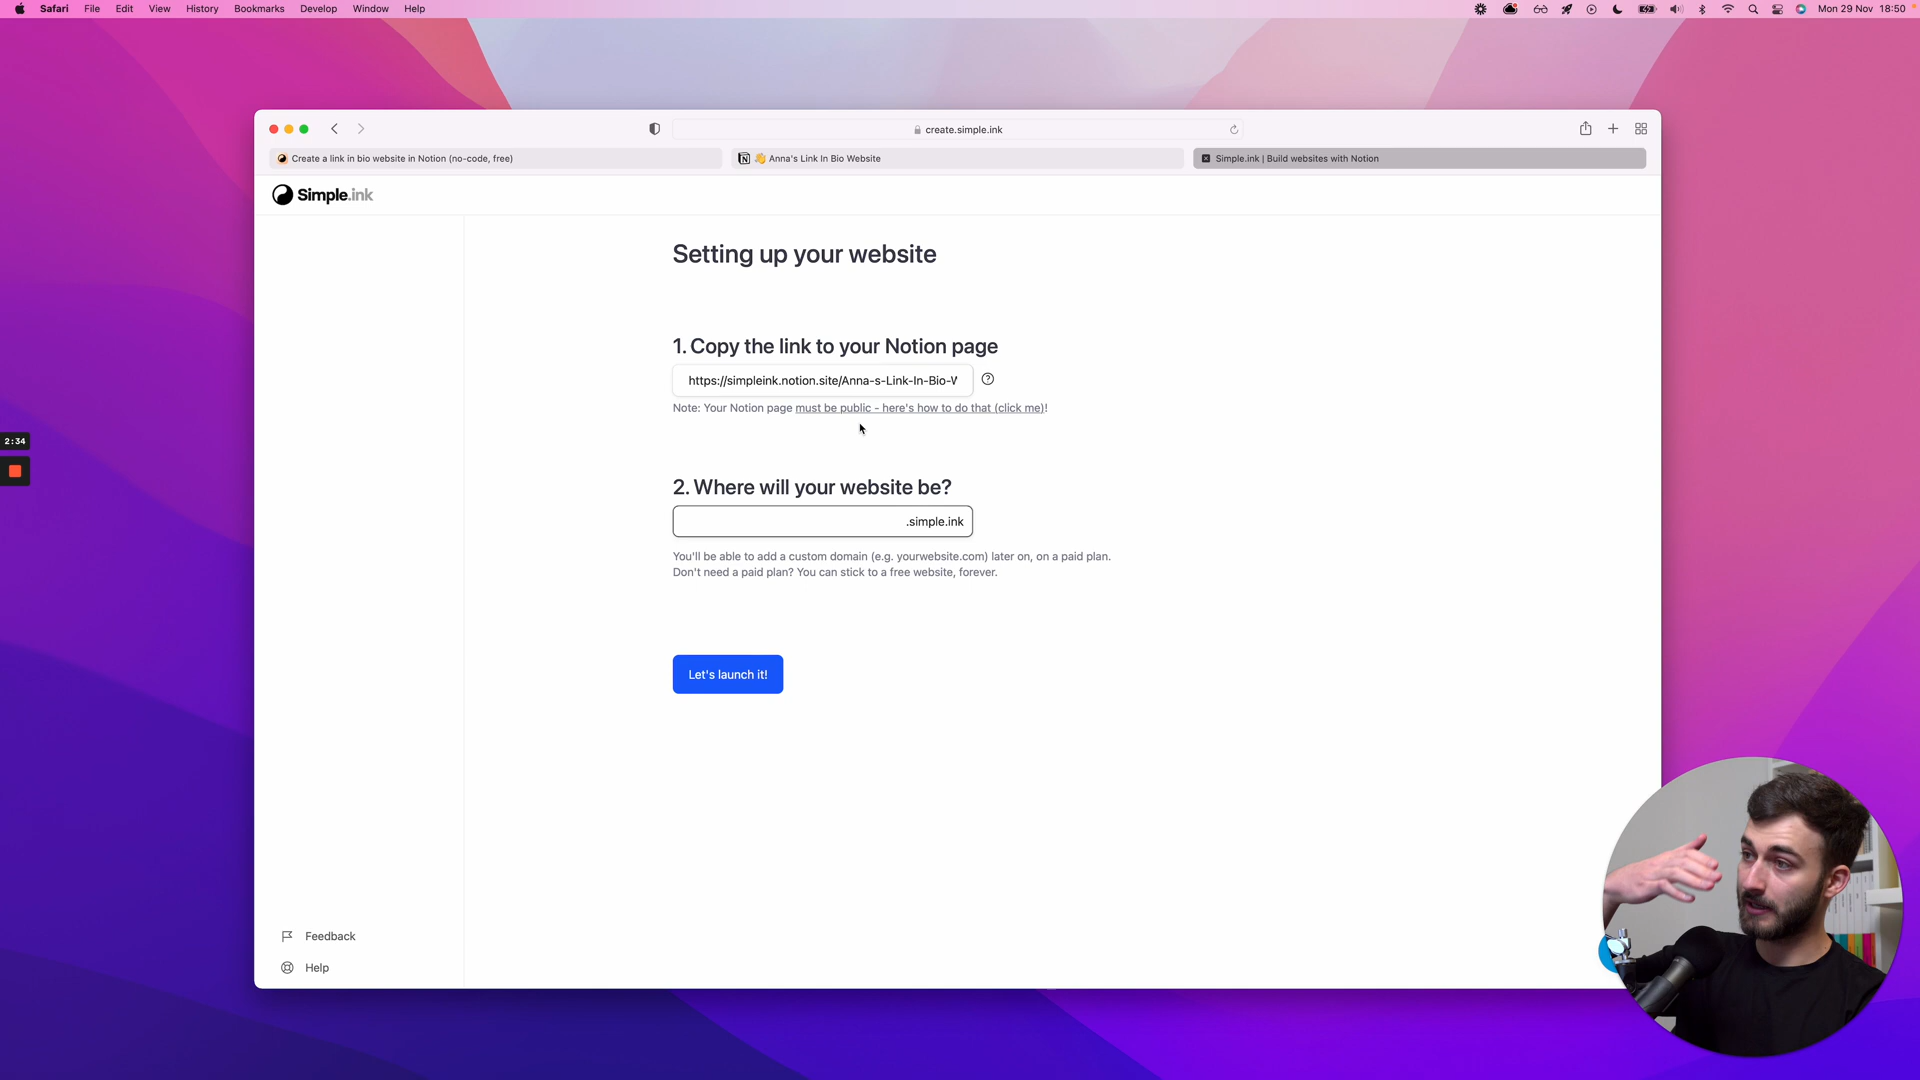 Safari File Edit View History Bookmarks Develop Window Help
Mon 29 Nov 18:50
create.simple.ink
Create a link in bio website in Notion (no-code, free)
👋 Anna's Link In Bio Website
Simple.ink | Build websites with Notion
Simple.ink
Setting up your website
1. Copy the link to your Notion page
https://simpleink.notion.site/Anna-s-Link-In-Bio-W
Note: Your Notion page must be public - here's how to do that (click me)!
2:34
2. Where will your website be?
.simple.ink
You'll be able to add a custom domain (e.g. yourwebsite.com) later on, on a paid plan.
Don't need a paid plan? You can stick to a free website, forever.
Let's launch it!
Feedback
Help